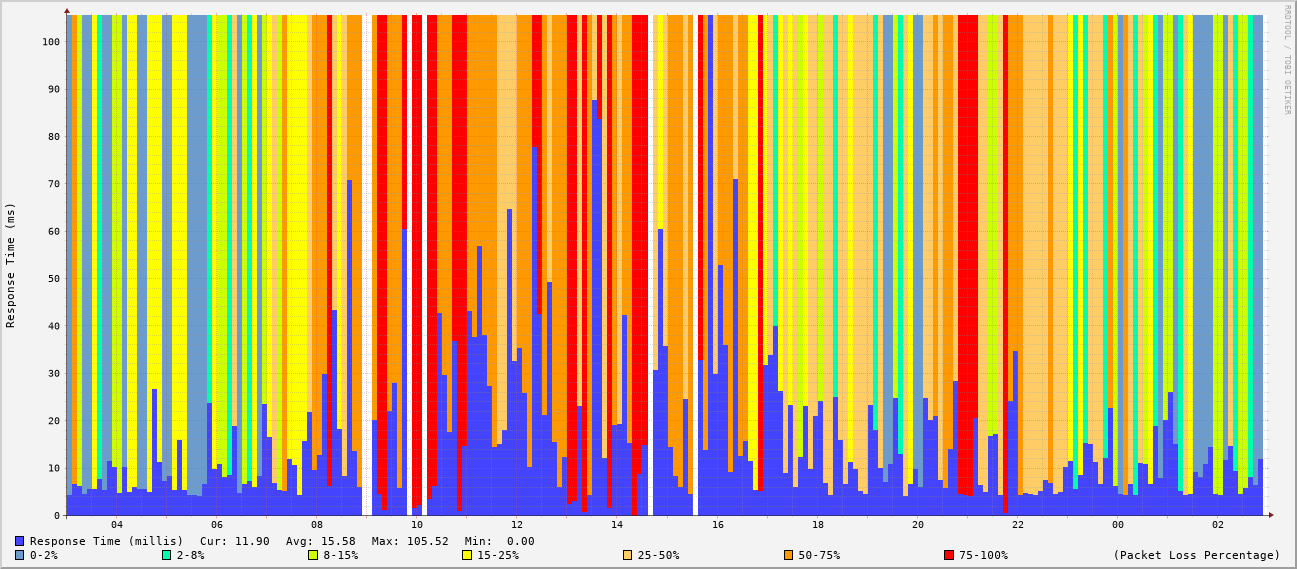 RRDTOOL / TOBI OETIKER
Response Time (ms)
100
90
80
70
60
50
40
30
20
10
0
04 06 08 10 12 14 16 18 20 22 00 02
Response Time (millis) Cur: 11.90 Avg: 15.58 Max: 105.52 Min: 0.00
0-2% 2-8% 8-15% 15-25% 25-50% 50-75% 75-100% (Packet Loss Percentage)